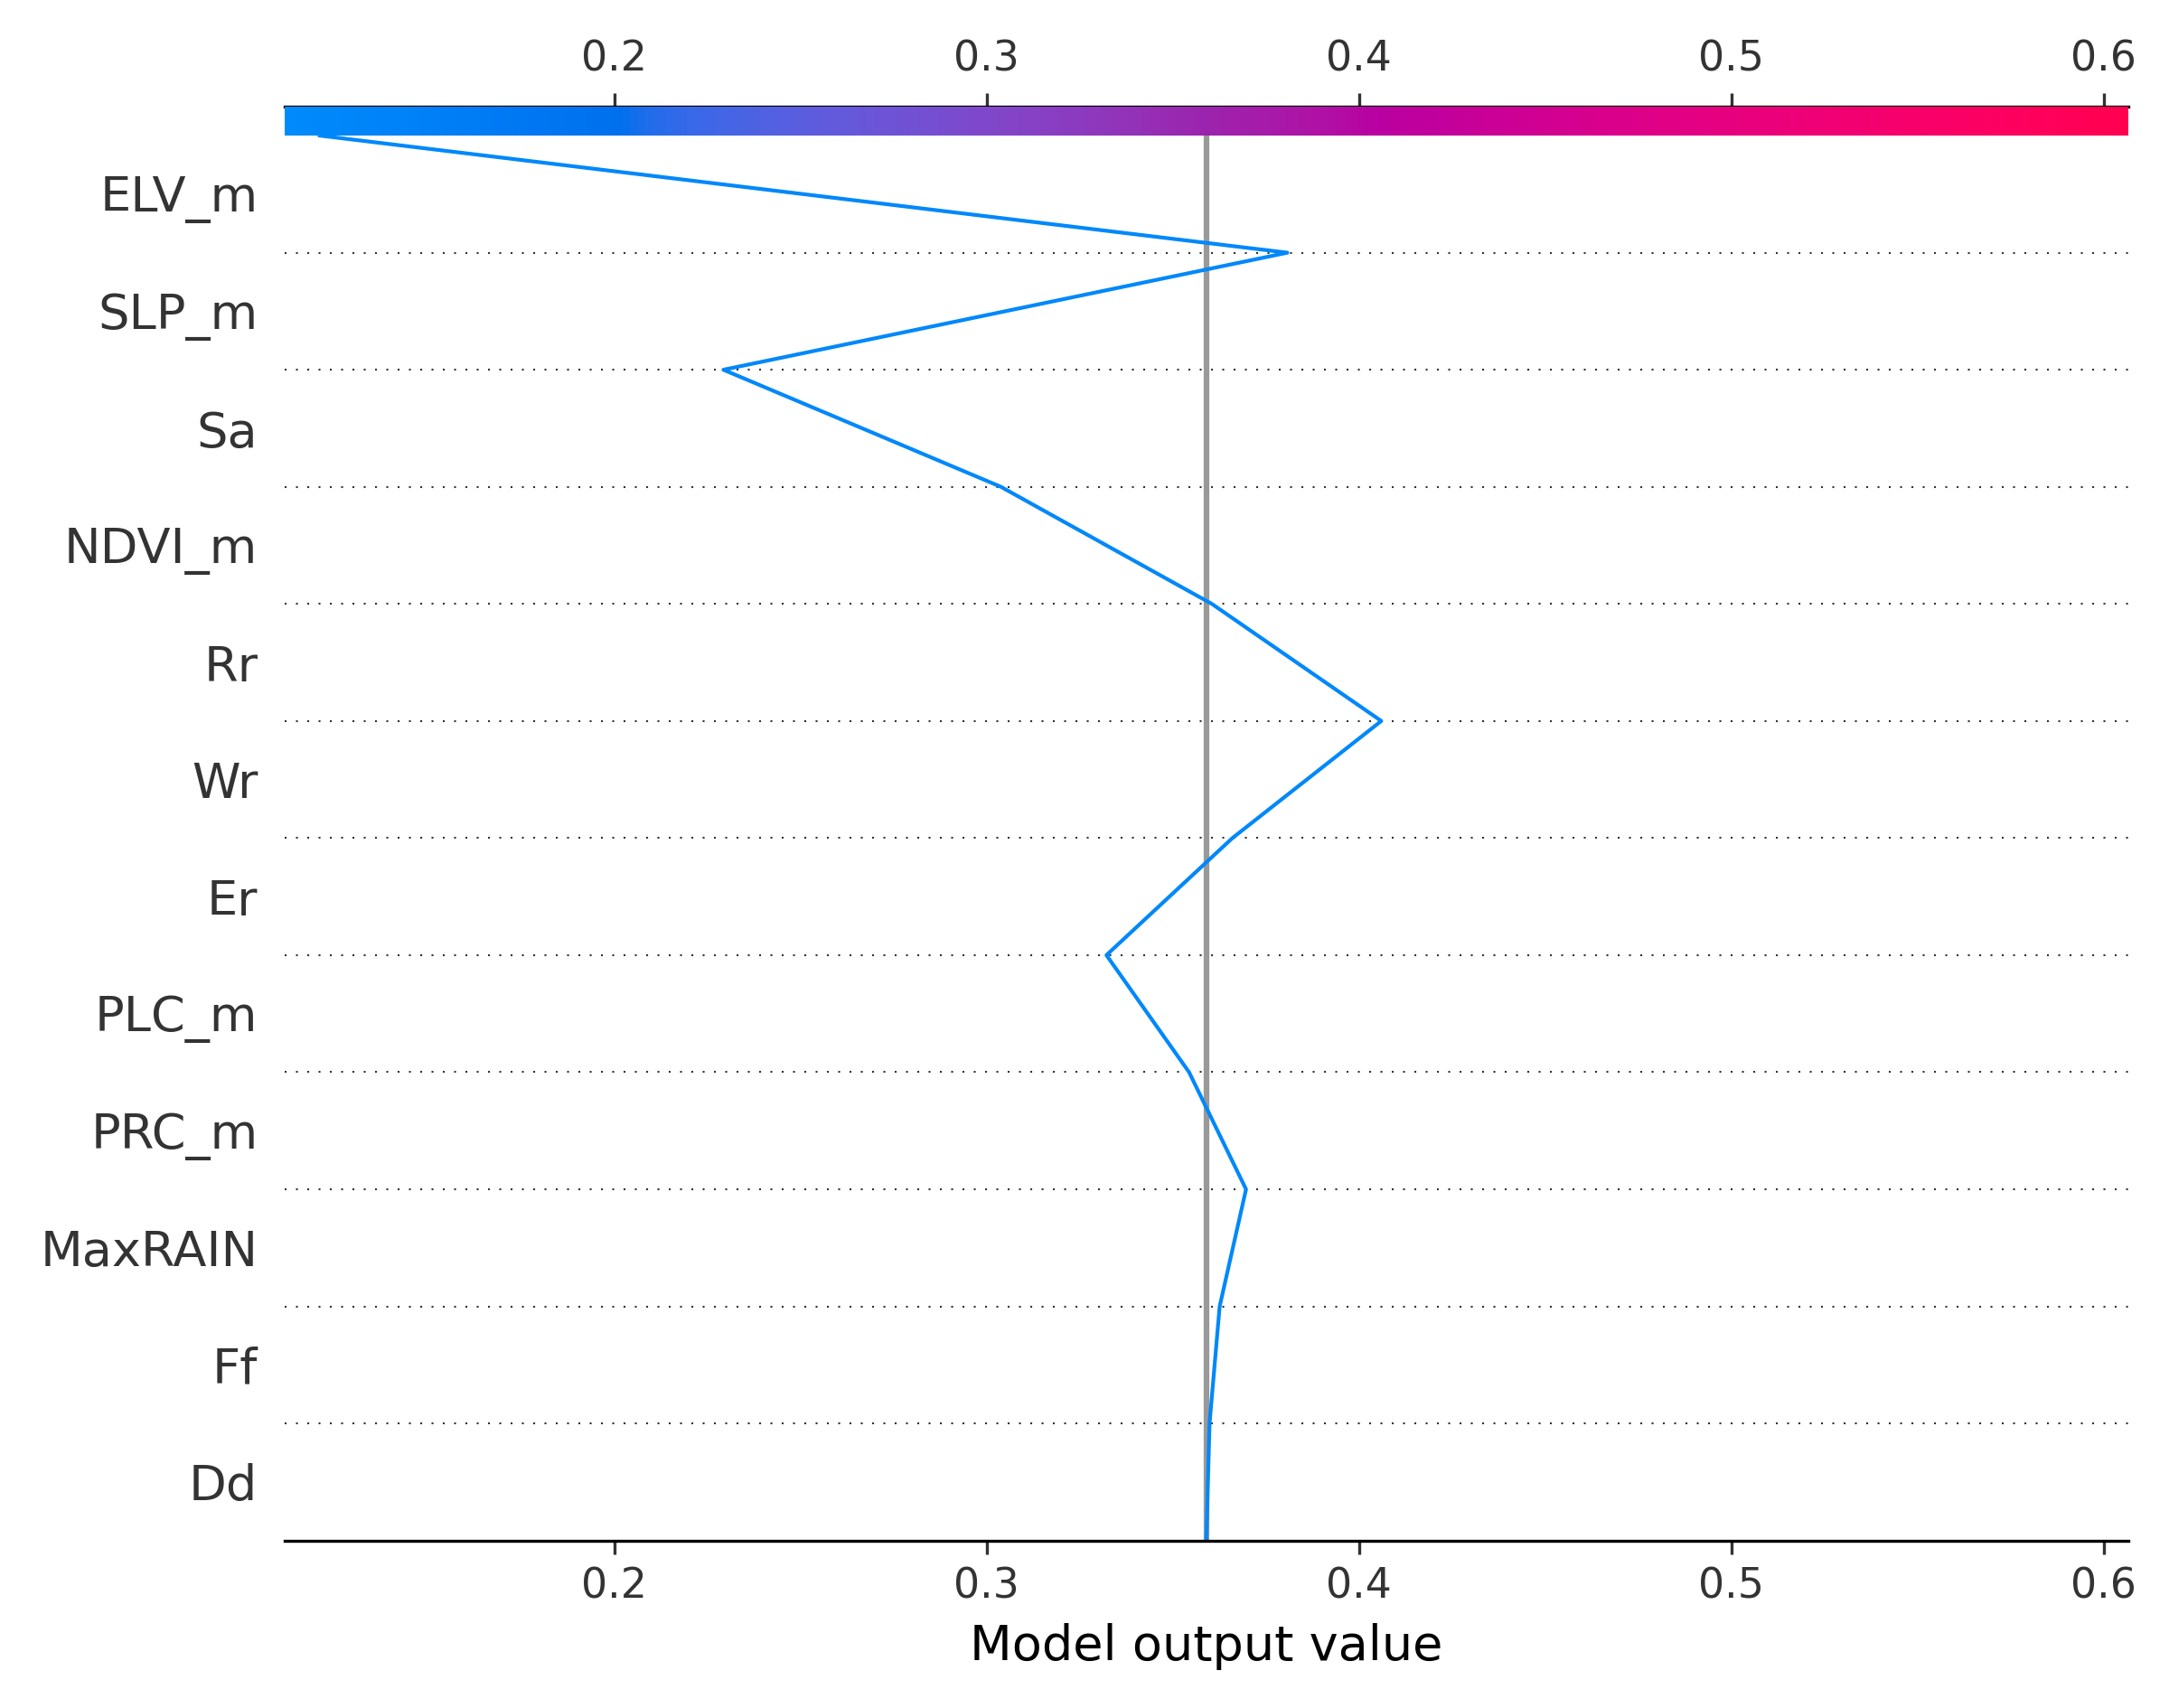 0.2 0.3 0.4 0.5 0.6
ELV_m
SLP_m
Sa
NDVI_m
Rr
Wr
Er
PLC_m
PRC_m
MaxRAIN
Ff
Dd
0.2 0.3 0.4 0.5 0.6
Model output value